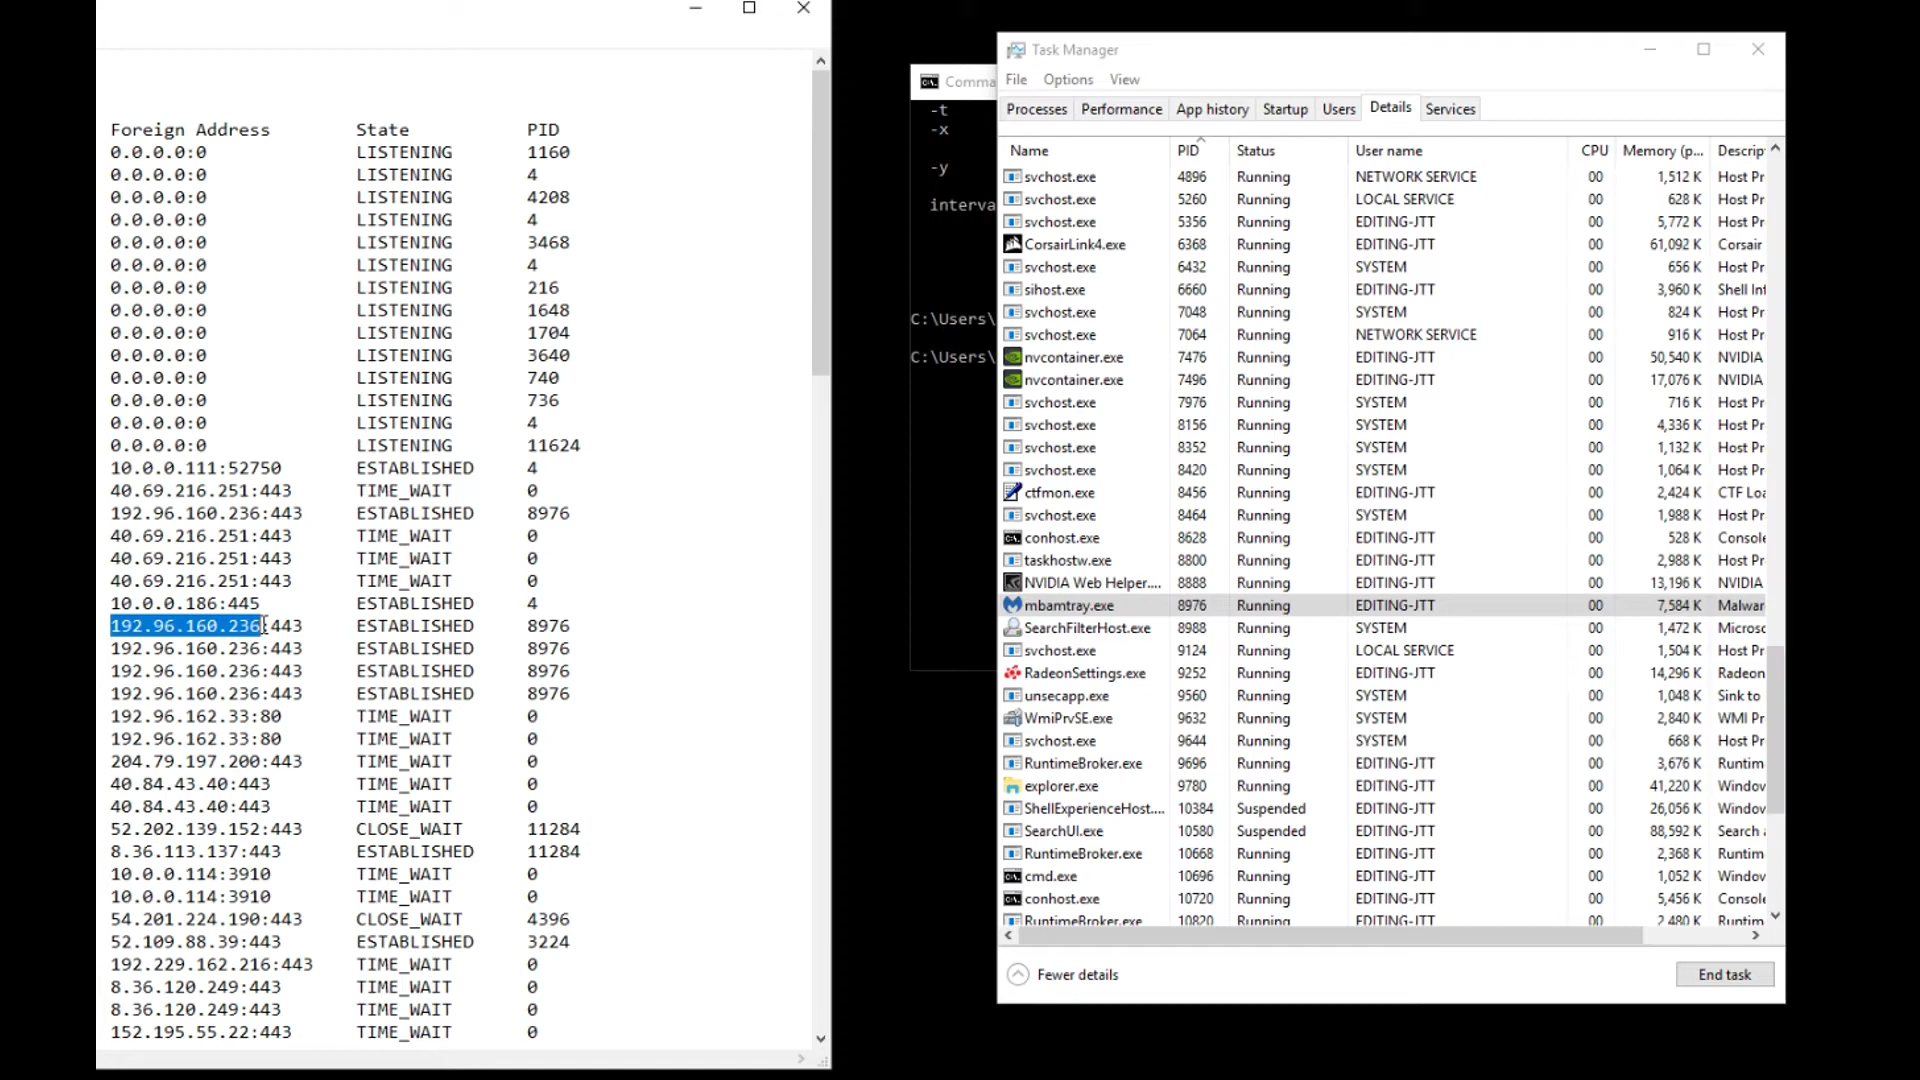 Foreign Address State PID
0.0.0.0:0 LISTENING 1160
0.0.0.0:0 LISTENING 4
0.0.0.0:0 LISTENING 4208
0.0.0.0:0 LISTENING 4
0.0.0.0:0 LISTENING 3468
0.0.0.0:0 LISTENING 4
0.0.0.0:0 LISTENING 216
0.0.0.0:0 LISTENING 1648
0.0.0.0:0 LISTENING 1704
0.0.0.0:0 LISTENING 3640
0.0.0.0:0 LISTENING 740
0.0.0.0:0 LISTENING 736
0.0.0.0:0 LISTENING 4
0.0.0.0:0 LISTENING 11624
10.0.0.111:52750 ESTABLISHED 4
40.69.216.251:443 TIME_WAIT 0
192.96.160.236:443 ESTABLISHED 8976
40.69.216.251:443 TIME_WAIT 0
40.69.216.251:443 TIME_WAIT 0
40.69.216.251:443 TIME_WAIT 0
10.0.0.186:445 ESTABLISHED 4
192.96.160.236:443 ESTABLISHED 8976
192.96.160.236:443 ESTABLISHED 8976
192.96.160.236:443 ESTABLISHED 8976
192.96.160.236:443 ESTABLISHED 8976
192.96.162.33:80 TIME_WAIT 0
192.96.162.33:80 TIME_WAIT 0
204.79.197.200:443 TIME_WAIT 0
40.84.43.40:443 TIME_WAIT 0
40.84.43.40:443 TIME_WAIT 0
52.202.139.152:443 CLOSE_WAIT 11284
8.36.113.137:443 ESTABLISHED 11284
10.0.0.114:3910 TIME_WAIT 0
10.0.0.114:3910 TIME_WAIT 0
54.201.224.190:443 CLOSE_WAIT 4396
52.109.88.39:443 ESTABLISHED 3224
192.229.162.216:443 TIME_WAIT 0
8.36.120.249:443 TIME_WAIT 0
8.36.120.249:443 TIME_WAIT 0
152.195.55.22:443 TIME_WAIT 0
Comma
-t
-x
-y
interva
C:\Users\
C:\Users\
Task Manager
File Options View
Processes Performance App history Startup Users Details Services
Name PID Status User name CPU Memory (p... Descrip
svchost.exe 4896 Running NETWORK SERVICE 00 1,512 K Host Pr
svchost.exe 5260 Running LOCAL SERVICE 00 628 K Host Pr
svchost.exe 5356 Running EDITING-JTT 00 5,772 K Host Pr
CorsairLink4.exe 6368 Running EDITING-JTT 00 61,092 K Corsair
svchost.exe 6432 Running SYSTEM 00 656 K Host Pr
sihost.exe 6660 Running EDITING-JTT 00 3,960 K Shell Inf
svchost.exe 7048 Running SYSTEM 00 824 K Host Pr
svchost.exe 7064 Running NETWORK SERVICE 00 916 K Host Pr
nvcontainer.exe 7476 Running EDITING-JTT 00 50,540 K NVIDIA
nvcontainer.exe 7496 Running EDITING-JTT 00 17,076 K NVIDIA
svchost.exe 7976 Running SYSTEM 00 716 K Host Pr
svchost.exe 8156 Running SYSTEM 00 4,336 K Host Pr
svchost.exe 8352 Running SYSTEM 00 1,132 K Host Pr
svchost.exe 8420 Running SYSTEM 00 1,064 K Host Pr
ctfmon.exe 8456 Running EDITING-JTT 00 2,424 K CTF Loa
svchost.exe 8464 Running SYSTEM 00 1,988 K Host Pr
conhost.exe 8628 Running EDITING-JTT 00 528 K Console
taskhostw.exe 8800 Running EDITING-JTT 00 2,988 K Host Pr
NVIDIA Web Helper.... 8888 Running EDITING-JTT 00 13,196 K NVIDIA
mbamtray.exe 8976 Running EDITING-JTT 00 7,584 K Malwar
SearchFilterHost.exe 8988 Running SYSTEM 00 1,472 K Microsc
svchost.exe 9124 Running LOCAL SERVICE 00 1,504 K Host Pr
RadeonSettings.exe 9252 Running EDITING-JTT 00 14,296 K Radeon
unsecapp.exe 9560 Running SYSTEM 00 1,048 K Sink to
WmiPrvSE.exe 9632 Running SYSTEM 00 2,840 K WMI Pr
svchost.exe 9644 Running SYSTEM 00 668 K Host Pr
RuntimeBroker.exe 9696 Running EDITING-JTT 00 3,676 K Runtim
explorer.exe 9780 Running EDITING-JTT 00 41,220 K Windov
ShellExperienceHost.... 10384 Suspended EDITING-JTT 00 26,056 K Windov
SearchUI.exe 10580 Suspended EDITING-JTT 00 88,592 K Search a
RuntimeBroker.exe 10668 Running EDITING-JTT 00 2,368 K Runtim
cmd.exe 10696 Running EDITING-JTT 00 1,052 K Windov
conhost.exe 10720 Running EDITING-JTT 00 5,456 K Console
RuntimeBroker.exe 10820 Running EDITING-JTT 00 2,480 K Runtim
Fewer details End task